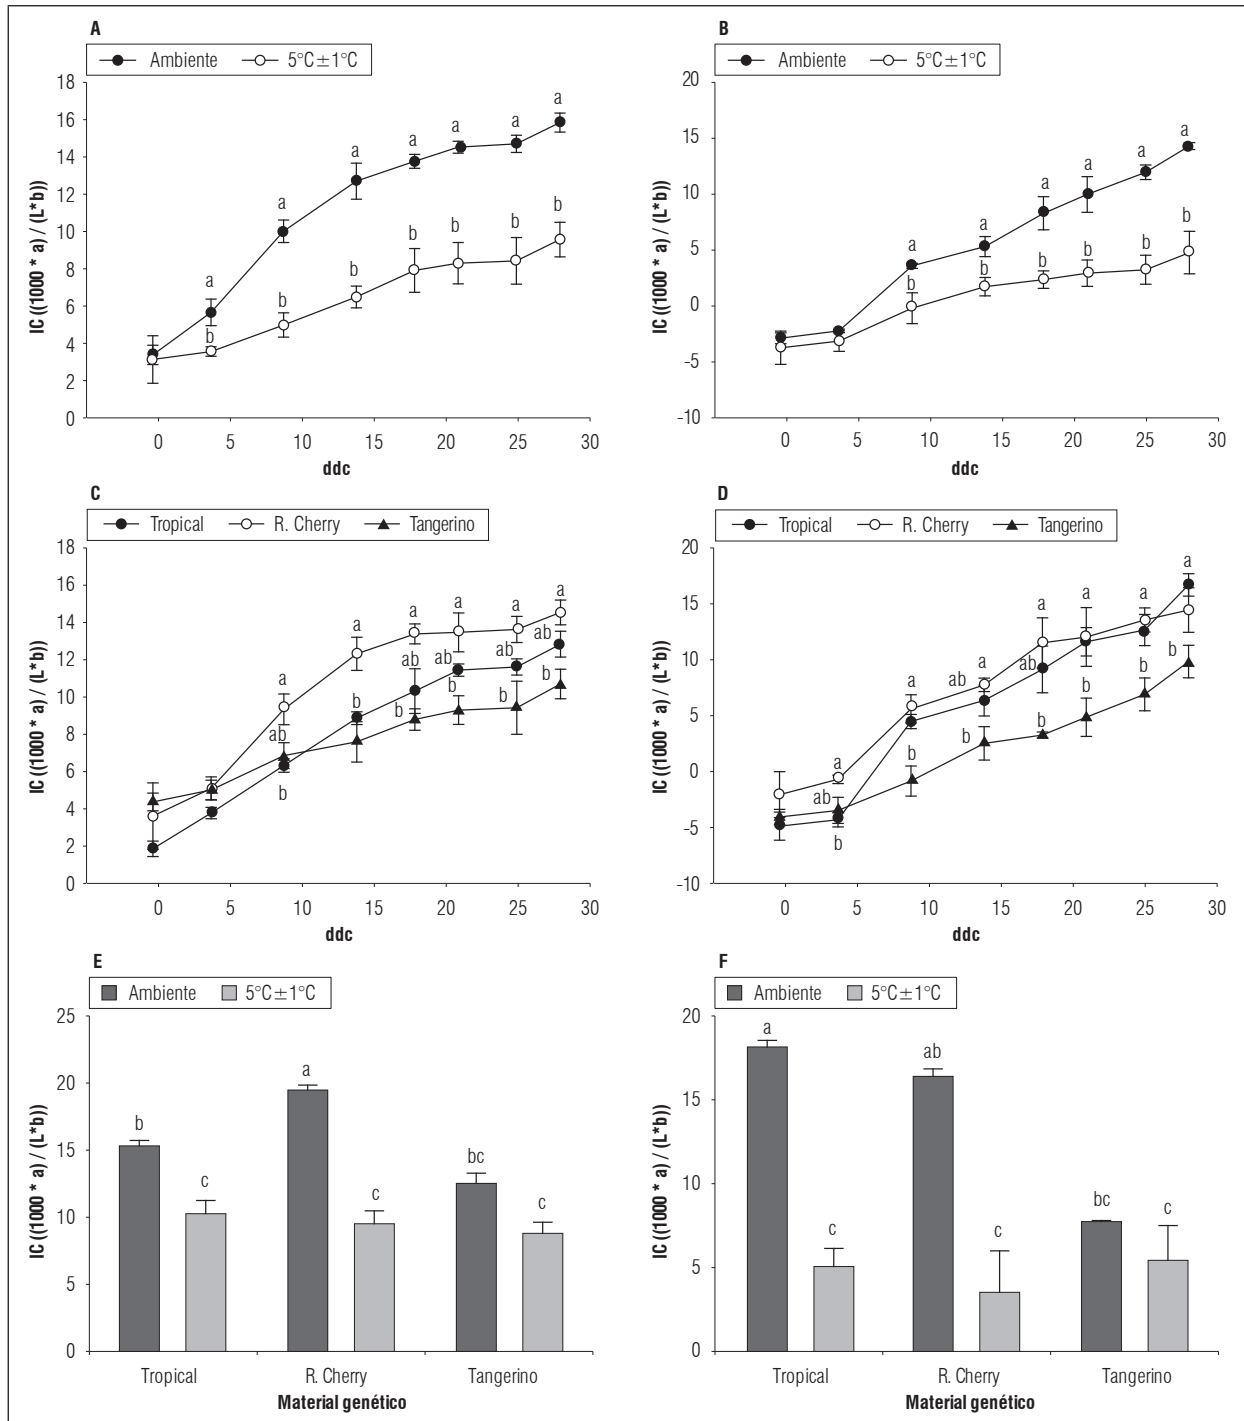 A
Ambiente 5°C±1°C
18
16
14
12
10
8
6
4
2
0
IC ((1000 * a) / (L*b))
a
a
a
a
a
a
a
b
b
b
b
b
b
b
0 5 10 15 20 25 30
ddc
B
Ambiente 5°C±1°C
20
15
10
5
0
-5
-10
IC ((1000 * a) / (L*b))
a
a
a
a
a
a
b
b
b
b
b
b
0 5 10 15 20 25 30
ddc
C
Tropical R. Cherry Tangerino
18
16
14
12
10
8
6
4
2
0
IC ((1000 * a) / (L*b))
a
a
a
a
a
a
ab
b
ab
ab
ab
ab
b
b
b
b
b
0 5 10 15 20 25 30
ddc
D
Tropical R. Cherry Tangerino
20
15
10
5
0
-5
-10
IC ((1000 * a) / (L*b))
a
a
a
a
a
a
a
ab
b
ab
ab
b
b
b
b
b
b
0 5 10 15 20 25 30
ddc
E
Ambiente 5°C±1°C
25
20
15
10
5
0
IC ((1000 * a) / (L*b))
b
c
a
c
bc
c
Tropical R. Cherry Tangerino
Material genético
F
Ambiente 5°C±1°C
20
15
10
5
0
IC ((1000 * a) / (L*b))
a
c
ab
c
bc
c
Tropical R. Cherry Tangerino
Material genético